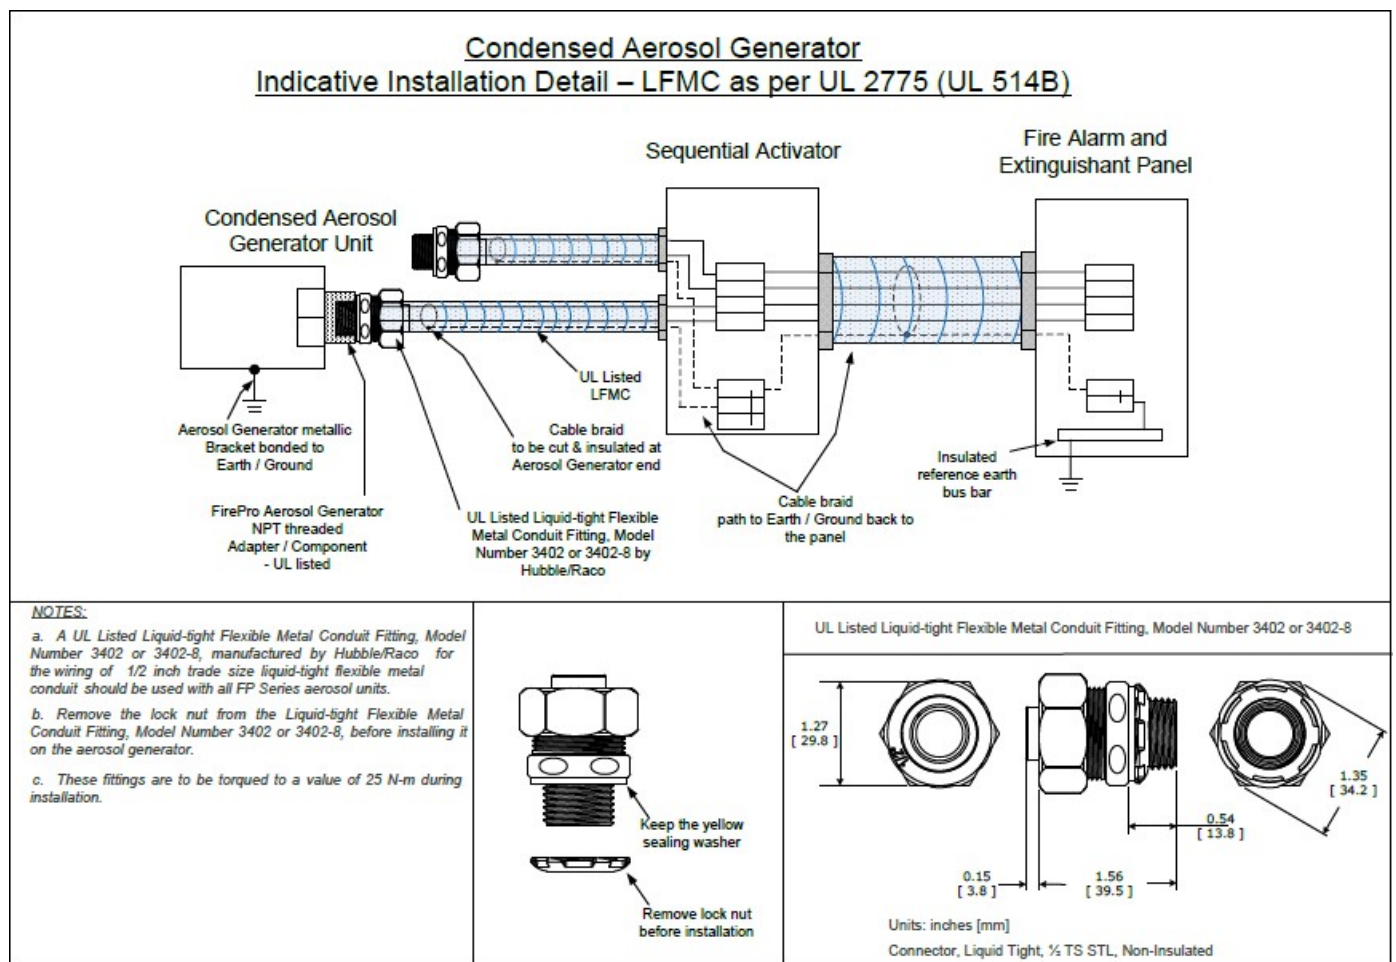 Condensed Aerosol Generator
Indicative Installation Detail – LFMC as per UL 2775 (UL 514B)
Sequential Activator
Fire Alarm and
Extinguishant Panel
Condensed Aerosol
Generator Unit
UL Listed
LFMC
Aerosol Generator metallic
Bracket bonded to
Earth / Ground
Cable braid
to be cut & insulated at
Aerosol Generator end
Insulated
reference earth
bus bar
FirePro Aerosol Generator
NPT threaded
Adapter / Component
- UL listed
UL Listed Liquid-tight Flexible
Metal Conduit Fitting, Model
Number 3402 or 3402-8 by
Hubble/Raco
Cable braid
path to Earth / Ground back to
the panel
NOTES:
a. A UL Listed Liquid-tight Flexible Metal Conduit Fitting, Model
Number 3402 or 3402-8, manufactured by Hubble/Raco for
the wiring of 1/2 inch trade size liquid-tight flexible metal
conduit should be used with all FP Series aerosol units.
b. Remove the lock nut from the Liquid-tight Flexible Metal
Conduit Fitting, Model Number 3402 or 3402-8, before installing it
on the aerosol generator.
c. These fittings are to be torqued to a value of 25 N-m during
installation.
Keep the yellow
sealing washer
Remove lock nut
before installation
UL Listed Liquid-tight Flexible Metal Conduit Fitting, Model Number 3402 or 3402-8
1.27
[ 29.8 ]
1.35
[ 34.2 ]
0.54
[ 13.8 ]
0.15
[ 3.8 ]
1.56
[ 39.5 ]
Units: inches [mm]
Connector, Liquid Tight, ½ TS STL, Non-Insulated